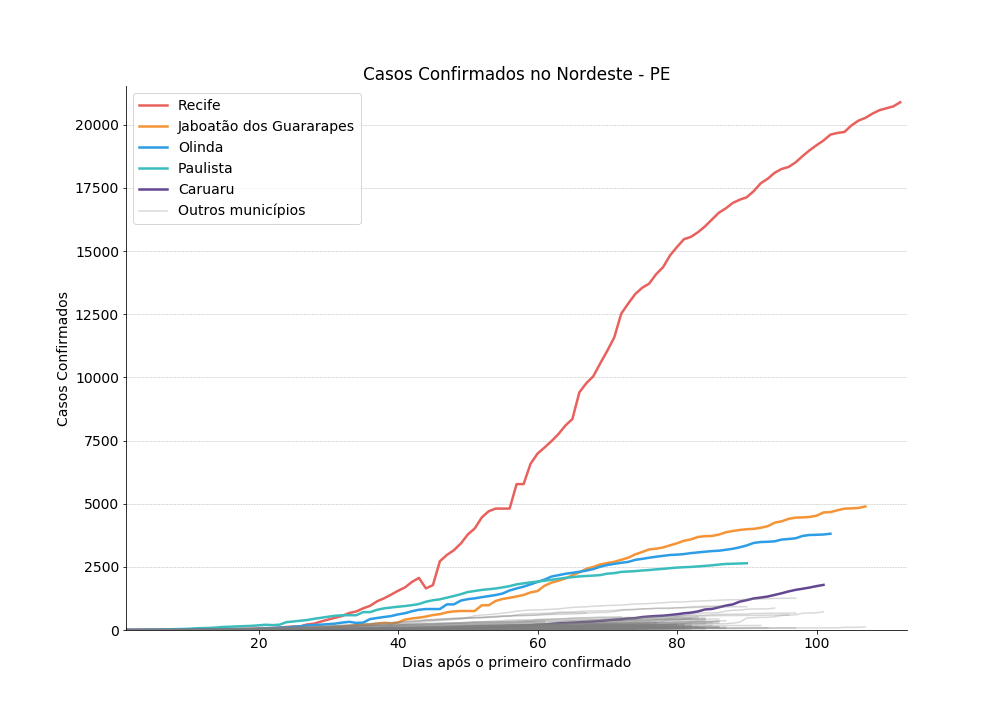 Casos Confirmados no Nordeste - PE
Recife
Jaboatão dos Guararapes
Olinda
Paulista
Caruaru
Outros municípios
20000
17500
15000
12500
10000
7500
5000
2500
0
Casos Confirmados
20 40 60 80 100
Dias após o primeiro confirmado